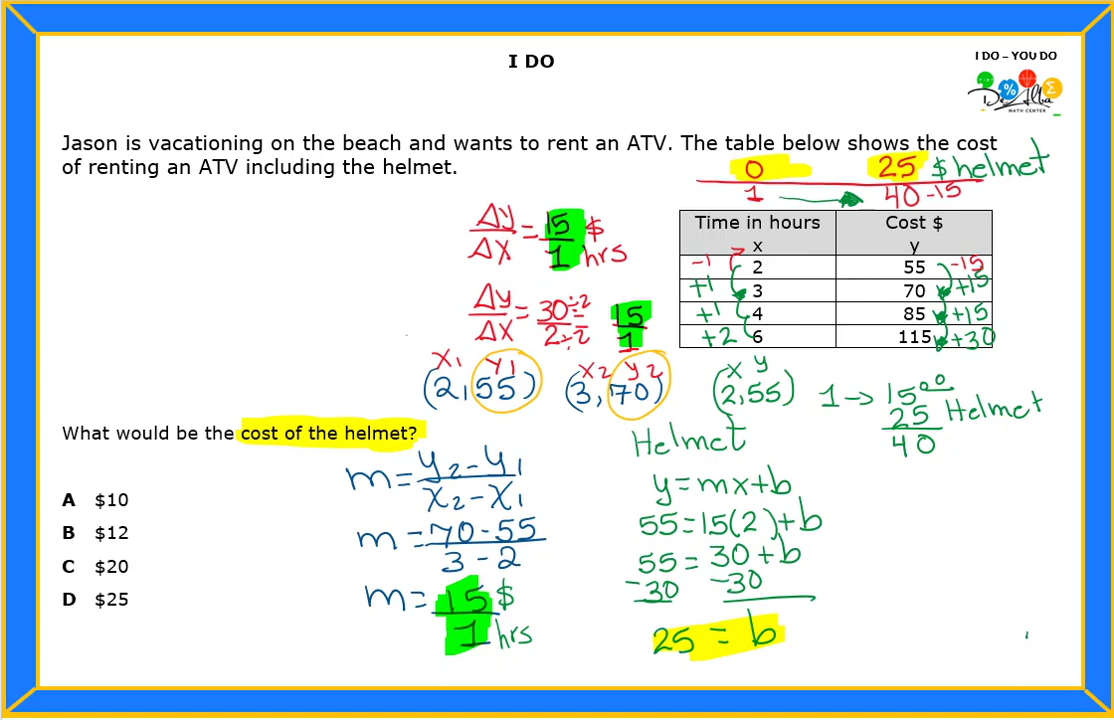 I DO
I DO – YOU DO
% Σ
De Alba
MATH CENTER
Jason is vacationing on the beach and wants to rent an ATV. The table below shows the cost
of renting an ATV including the helmet.
0 25 $ helmet
1 → 40 -15
Time in hours Cost $
x y
-1 2 55 -15
+1 3 70 +15
+1 4 85 +15
+2 6 115 +30
Δy/Δx = 15/1 $ hrs
Δy/Δx = 30÷2/2÷2 = 15/1
x1 y1 x2 y2 x y
(2,55) (3,70) (2,55)
1→ 15.00
25 Helmet
40
What would be the cost of the helmet?
A $10
B $12
C $20
D $25
m = y2-y1
x2-x1
m = 70-55
3-2
m = 15 $
1 hrs
Helmet
y=mx+b
55=15(2)+b
55=30+b
-30 -30
25 = b